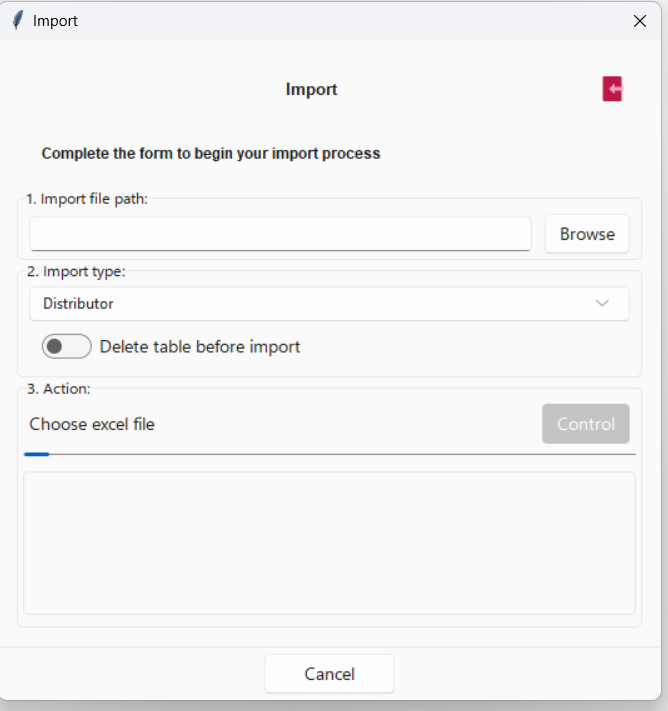 Import
Import
Complete the form to begin your import process
1. Import file path:
Browse
2. Import type:
Distributor
Delete table before import
3. Action:
Choose excel file
Control
Cancel